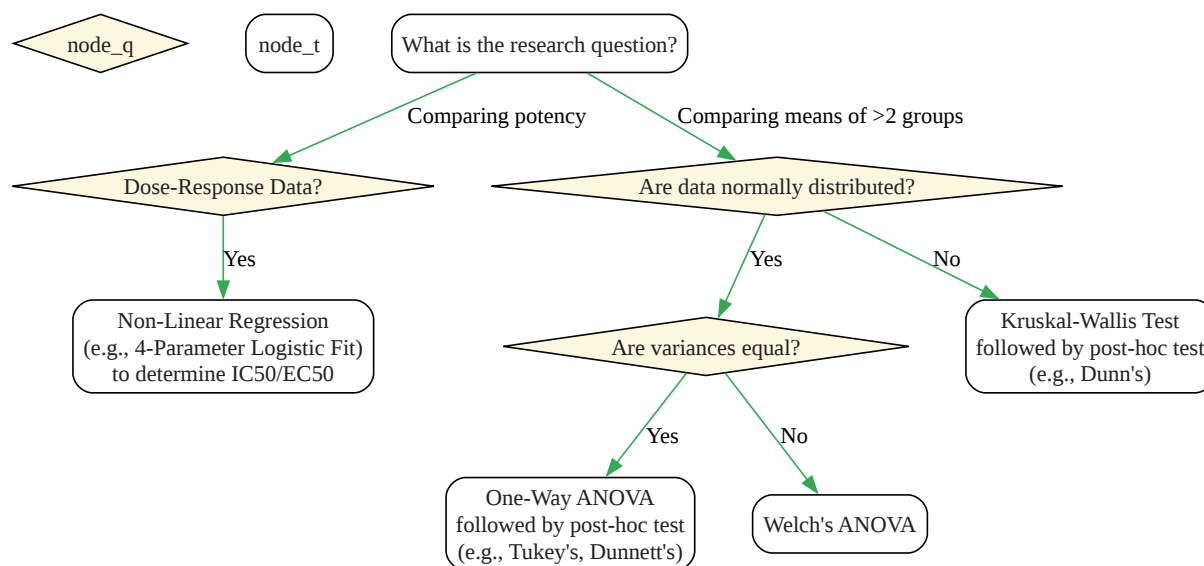 node_q
node_t
What is the research question?
Comparing potency
Comparing means of >2 groups
Dose-Response Data?
Are data normally distributed?
Yes
Yes
No
Non-Linear Regression
(e.g., 4-Parameter Logistic Fit)
to determine IC50/EC50
Are variances equal?
Kruskal-Wallis Test
followed by post-hoc test
(e.g., Dunn's)
Yes
No
One-Way ANOVA
followed by post-hoc test
(e.g., Tukey's, Dunnett's)
Welch's ANOVA